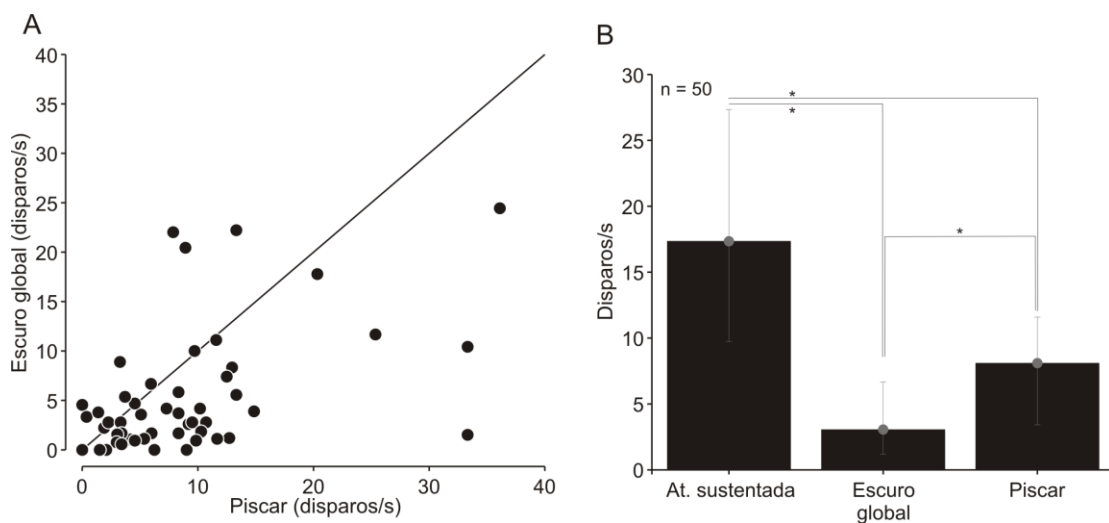 A
Escuro global (disparos/s)
40
35
30
25
20
15
10
5
0
0
10
20
30
40
Piscar (disparos/s)
B
n = 50
*
*
*
Disparos/s
30
25
20
15
10
5
0
At. sustentada
Escuro
global
Piscar